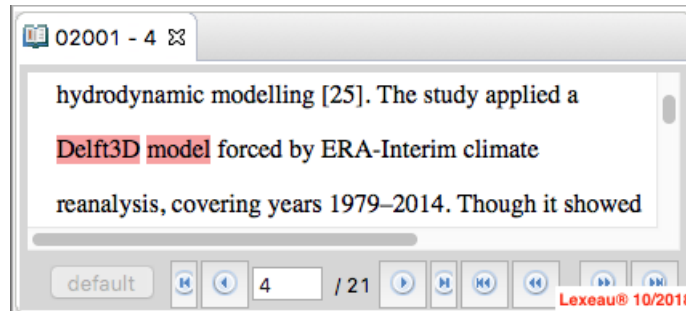 02001 - 4
hydrodynamic modelling [25]. The study applied a
Delft3D model forced by ERA-Interim climate
reanalysis, covering years 1979–2014. Though it showed
default 4 / 21
Lexeau® 10/2018